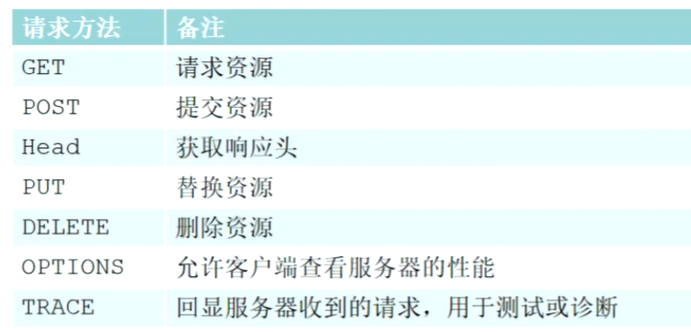 请求方法 备注
GET 请求资源
POST 提交资源
Head 获取响应头
PUT 替换资源
DELETE 删除资源
OPTIONS 允许客户端查看服务器的性能
TRACE 回显服务器收到的请求，用于测试或诊断